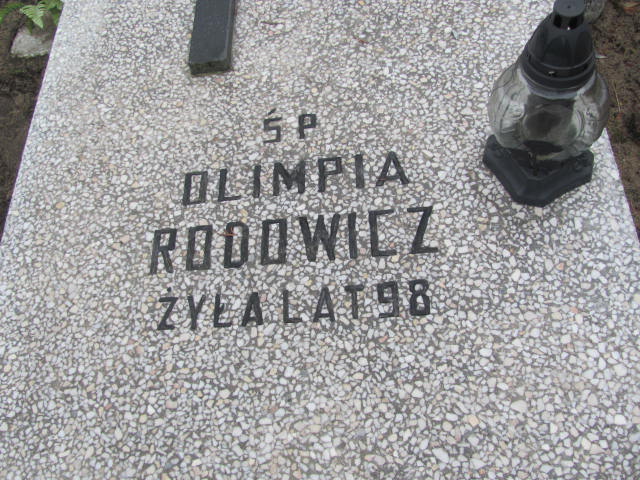 ŚP
OLIMPIA
RODOWICZ
ŻYŁA LAT 98